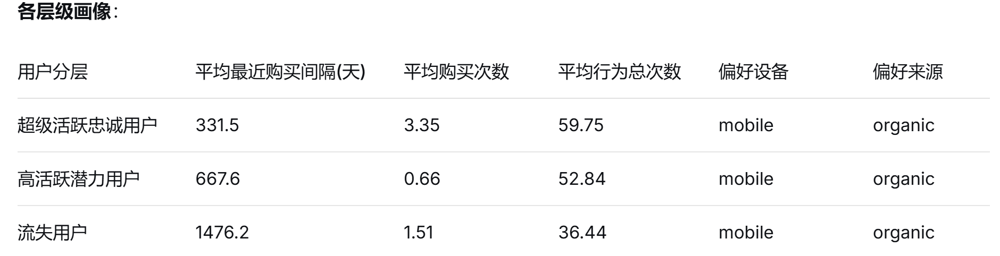 各层级画像：
用户分层 平均最近购买间隔(天) 平均购买次数 平均行为总次数 偏好设备 偏好来源
超级活跃忠诚用户 331.5 3.35 59.75 mobile organic
高活跃潜力用户 667.6 0.66 52.84 mobile organic
流失用户 1476.2 1.51 36.44 mobile organic